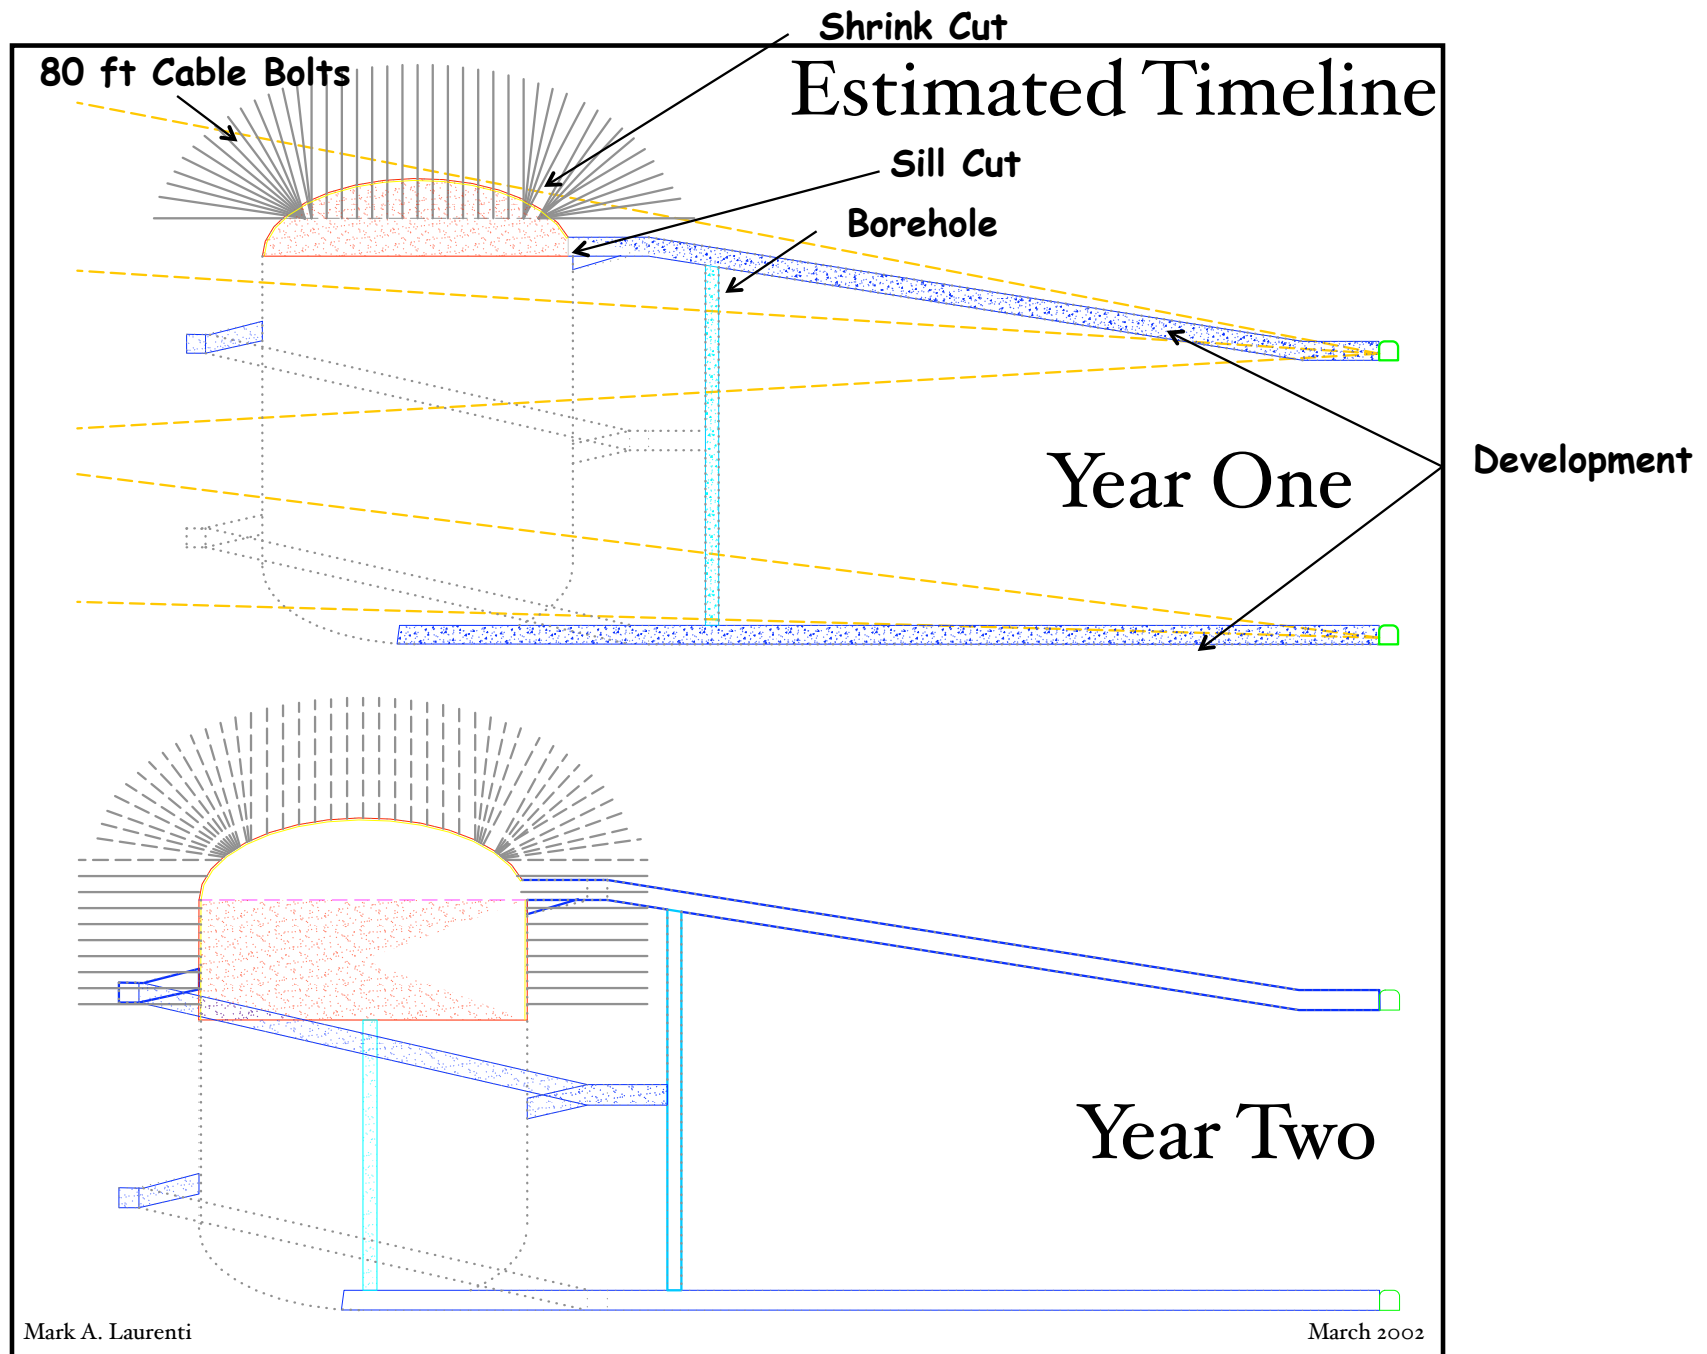 Shrink Cut
80 ft Cable Bolts
Estimated Timeline
Sill Cut
Borehole
Development
Year One
Year Two
Mark A. Laurenti
March 2002